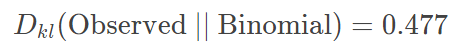 D_{kl}(Observed || Binomial) = 0.477